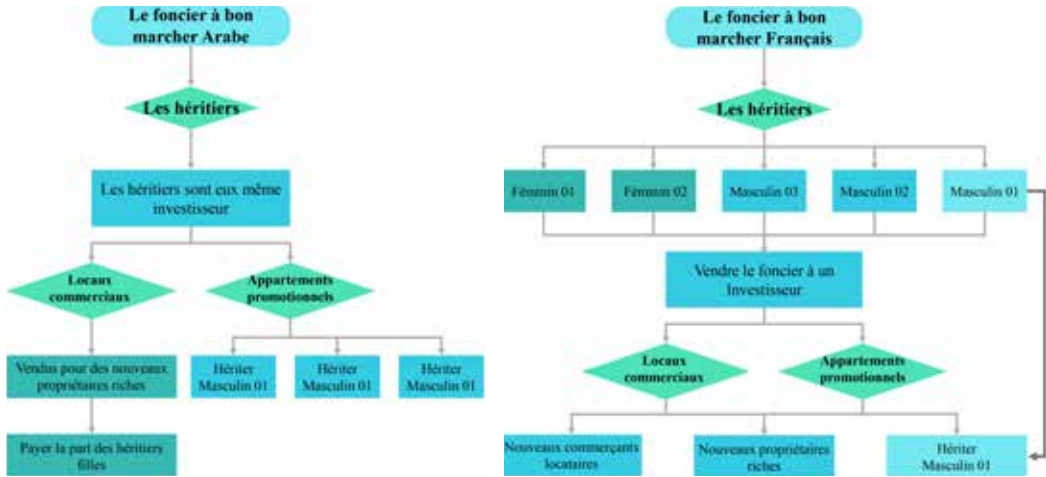 Le foncier à bon
marcher Arabe
Les héritiers
Les héritiers sont eux même
investisseur
Locaux
commerciaux
Appartements
promotionnels
Vendus pour des nouveaux
propriétaires riches
Hériter
Masculin 01
Hériter
Masculin 01
Hériter
Masculin 01
Payer la part des héritiers
filles
Le foncier à bon
marcher Français
Les héritiers
Féminin 01
Féminin 02
Masculin 03
Masculin 02
Masculin 01
Vendre le foncier à un
Investisseur
Locaux
commerciaux
Appartements
promotionnels
Nouveaux commerçants
locataires
Nouveaux propriétaires
riches
Hériter
Masculin 01